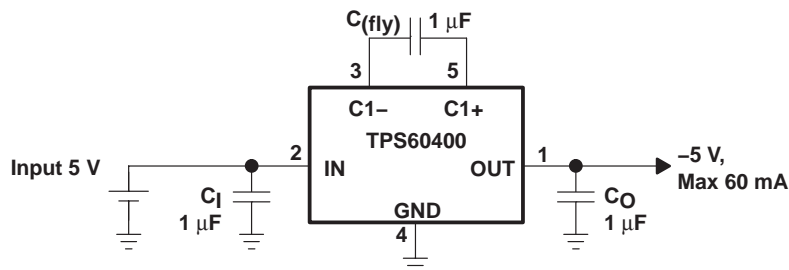 C(fly) 1 μF
3 5
C1− C1+
TPS60400
Input 5 V
2 IN OUT 1
−5 V,
Max 60 mA
CI
1 μF
GND
4
CO
1 μF